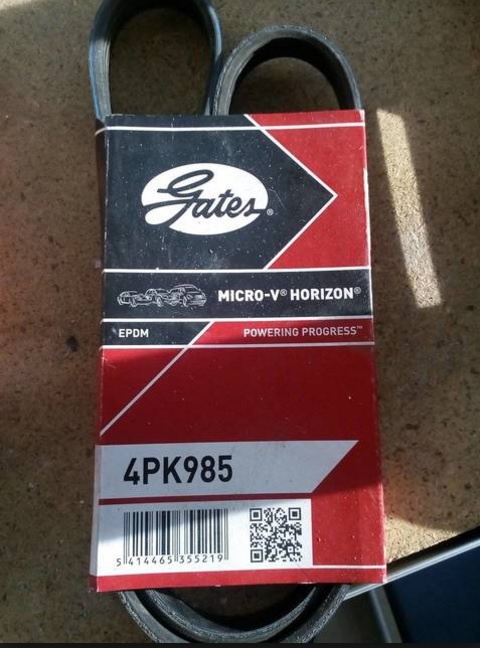 Gates®
MICRO-V® HORIZON®
EPDM POWERING PROGRESS™
4PK985
5 414465 355219